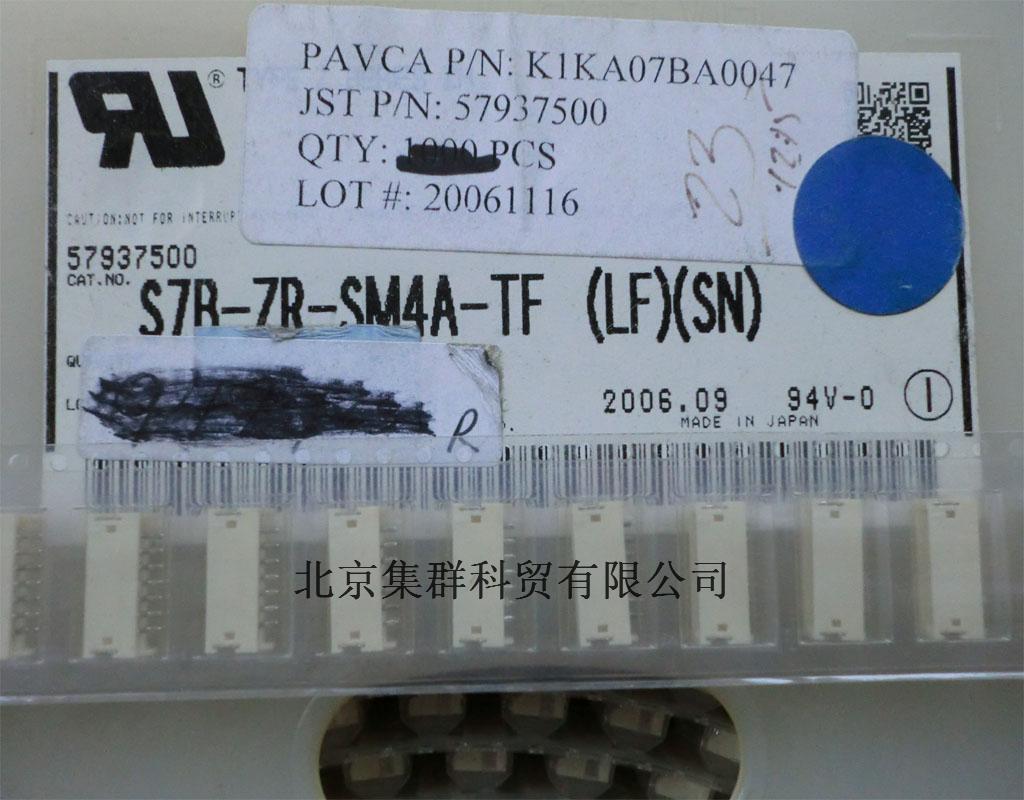 PAVCA P/N: K1KA07BA0047
JST P/N: 57937500
QTY: 1000 PCS
LOT #: 20061116
23
R
®
CAUTION:NOT FOR INTERRUP
57937500
CAT.NO.
S7B-ZR-SM4A-TF (LF)(SN)
2006.09 94V-0 1
MADE IN JAPAN
R
北京集群科贸有限公司